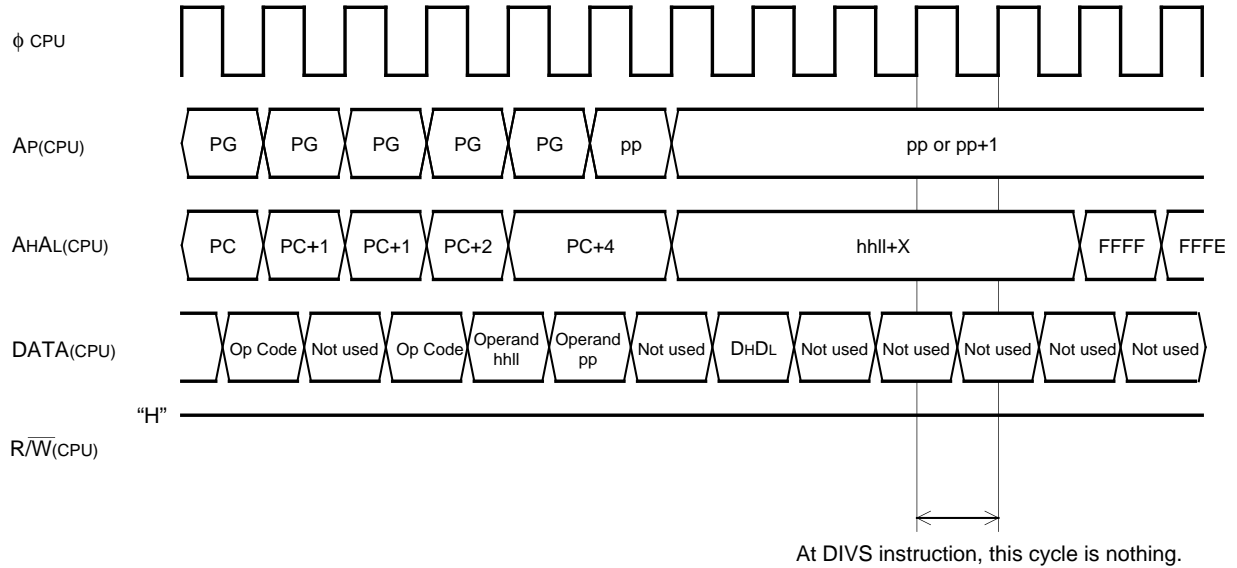 ϕ CPU
AP(CPU) PG PG PG PG PG pp pp or pp+1
AHAL(CPU) PC PC+1 PC+1 PC+2 PC+4 hhll+X FFFF FFFE
DATA(CPU) Op Code Not used Op Code Operand hhll Operand pp Not used DHDL Not used Not used Not used Not used Not used
“H”
R/W̅(CPU)
At DIVS instruction, this cycle is nothing.